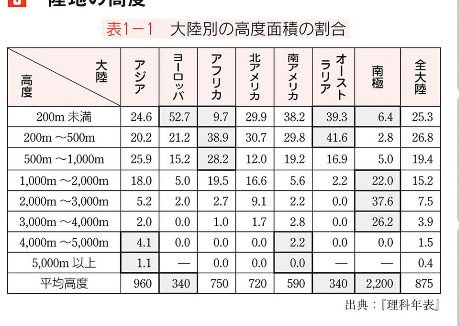 陸地の高度
表1-1 大陸別の高度面積の割合
高度 大陸 アジア ヨーロッパ アフリカ 北アメリカ 南アメリカ オーストラリア 南極 全大陸
200m 未満 24.6 52.7 9.7 29.9 38.2 39.3 6.4 25.3
200m 〜500m 20.2 21.2 38.9 30.7 29.8 41.6 2.8 26.8
500m 〜1,000m 25.9 15.2 28.2 12.0 19.2 16.9 5.0 19.4
1,000m 〜2,000m 18.0 5.0 19.5 16.6 5.6 2.2 22.0 15.2
2,000m 〜3,000m 5.2 2.0 2.7 9.1 2.2 0.0 37.6 7.5
3,000m 〜4,000m 2.0 0.0 1.0 1.7 2.8 0.0 26.2 3.9
4,000m 〜5,000m 4.1 0.0 0.0 0.0 2.2 0.0 0.0 1.5
5,000m 以上 1.1 — 0.0 0.0 0.0 — — 0.4
平均高度 960 340 750 720 590 340 2,200 875
出典:『理科年表』